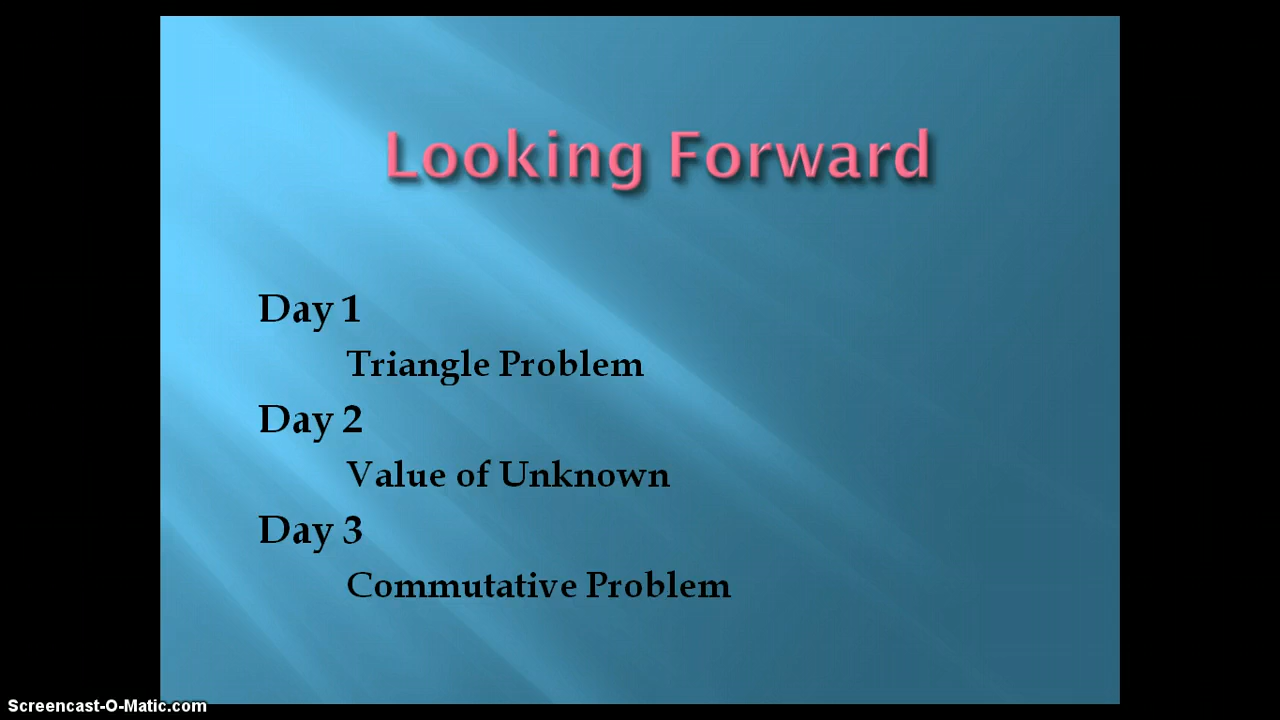 Looking Forward
Day 1
Triangle Problem
Day 2
Value of Unknown
Day 3
Commutative Problem
Screencast-O-Matic.com